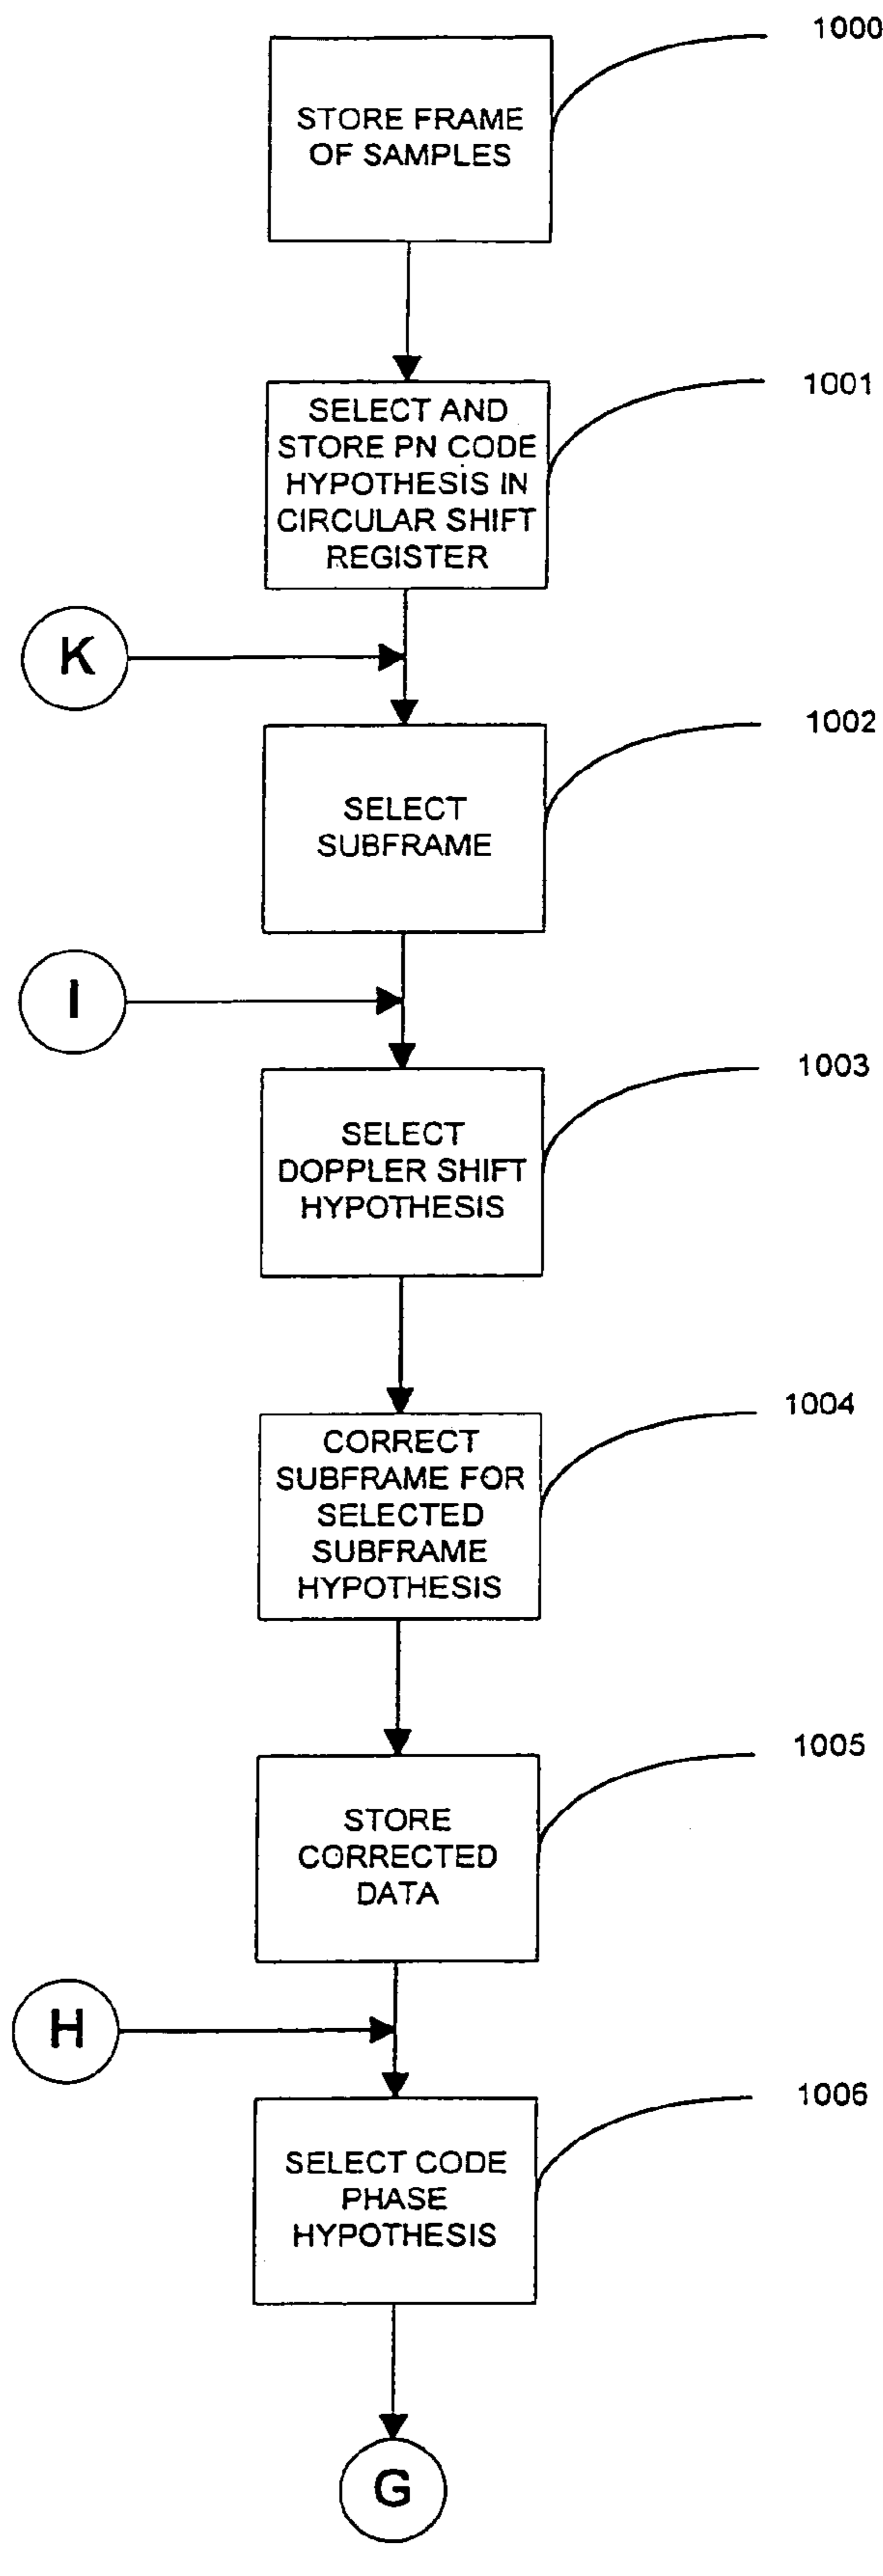 1000
STORE FRAME
OF SAMPLES
1001
SELECT AND
STORE PN CODE
HYPOTHESIS IN
CIRCULAR SHIFT
REGISTER
K
1002
SELECT
SUBFRAME
I
1003
SELECT
DOPPLER SHIFT
HYPOTHESIS
1004
CORRECT
SUBFRAME FOR
SELECTED
SUBFRAME
HYPOTHESIS
1005
STORE
CORRECTED
DATA
H
1006
SELECT CODE
PHASE
HYPOTHESIS
G